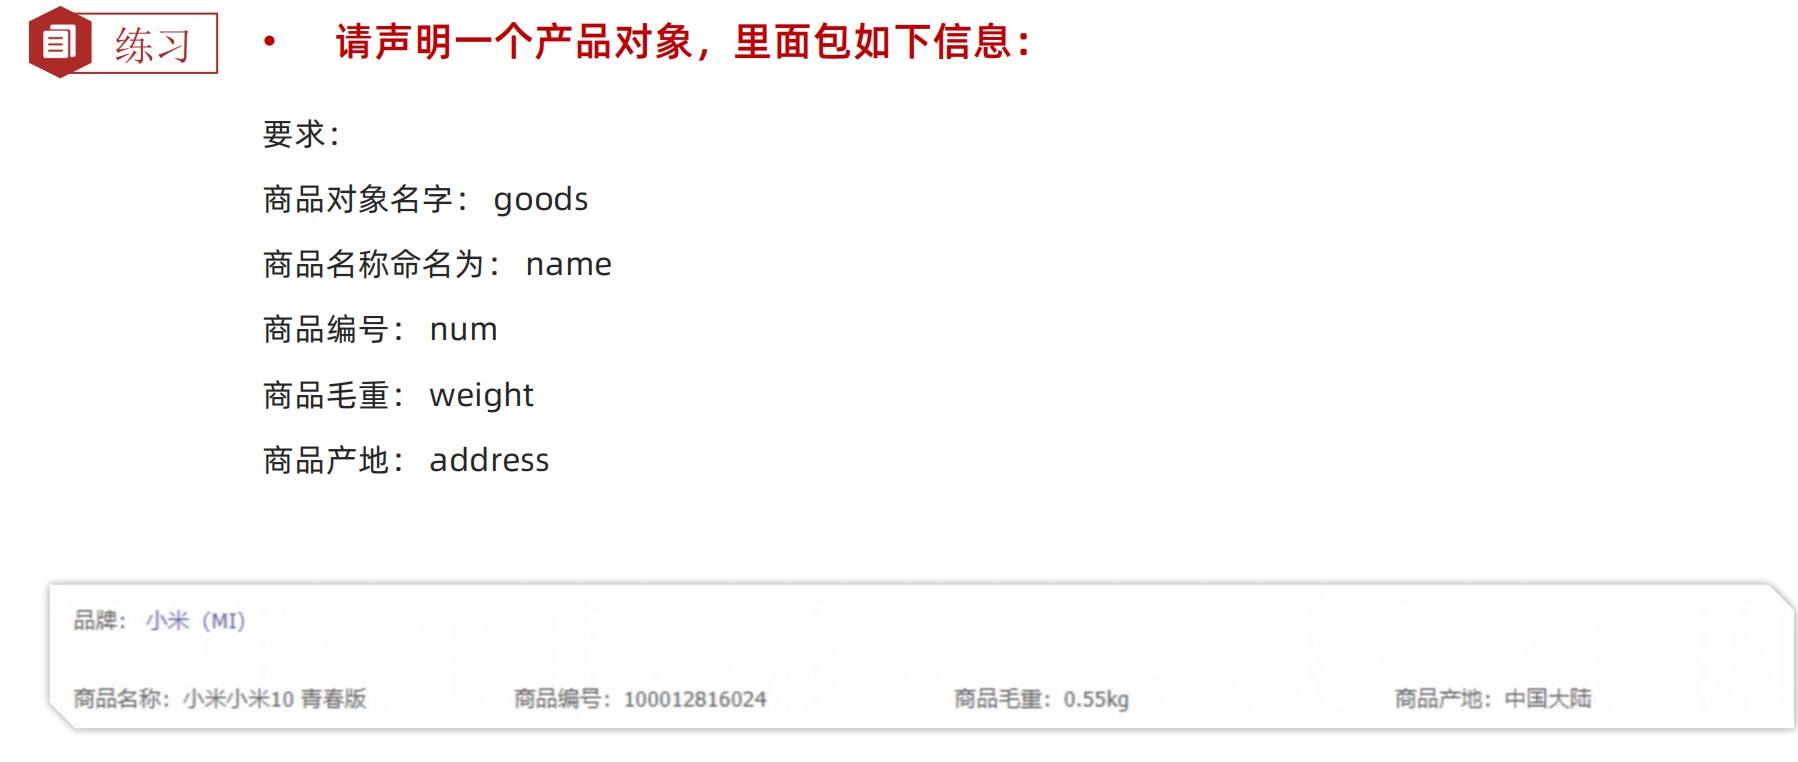 练习
• 请声明一个产品对象，里面包如下信息：
要求：
商品对象名字： goods
商品名称命名为： name
商品编号： num
商品毛重： weight
商品产地： address
品牌： 小米（MI）
商品名称：小米小米10 青春版 商品编号：100012816024 商品毛重：0.55kg 商品产地：中国大陆